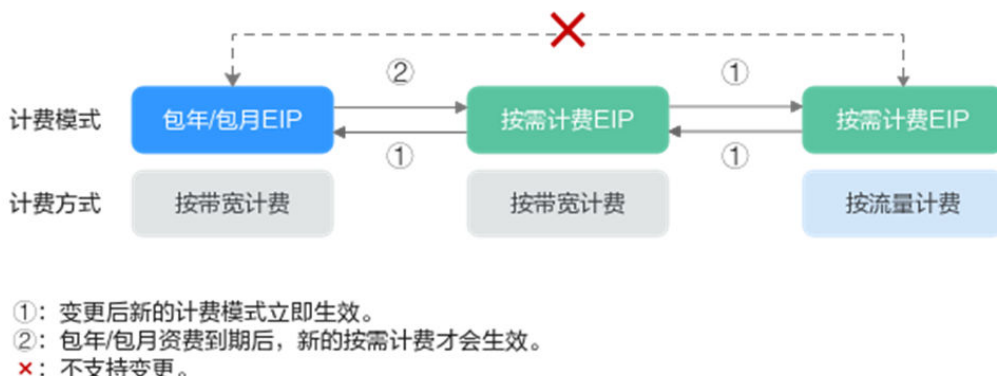 ② ①
计费模式 包年/包月EIP 按需计费EIP 按需计费EIP
① ①
计费方式 按带宽计费 按带宽计费 按流量计费
①：变更后新的计费模式立即生效。
②：包年/包月资费到期后，新的按需计费才会生效。
×：不支持变更。